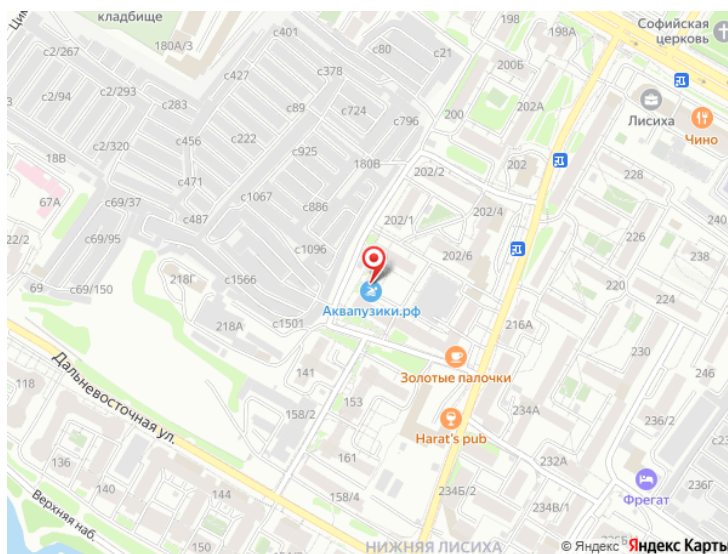 Цим
кладбище
180А/3
с401
с80
с21
198
202
200Б
Софийская
церковь
с2/267
с2/293
с427
с378
202А
с2/94
с283
с89
с724
200
Лисиха
Чино
с2/320
с456
с222
с796
18В
с471
с925
180В
202/2
202
228
67А
с69/37
с487
с1067
с886
202/1
202/4
226
22/2
с69/95
с1096
202/6
224
69
с69/150
218Г
с1566
220
218А
с1501
Аквапузики.рф
216А
230
Дальневосточная ул.
118
141
Золотые палочки
246
158/2
153
234А
236/2
Harat's pub
136
140
161
232А
144
158/4
234Б/2
234В/1
Фрегат
236Г
Верхняя наб.
НИЖНЯЯ ЛИСИХА
236Б
© Яндекс Яндекс Карты